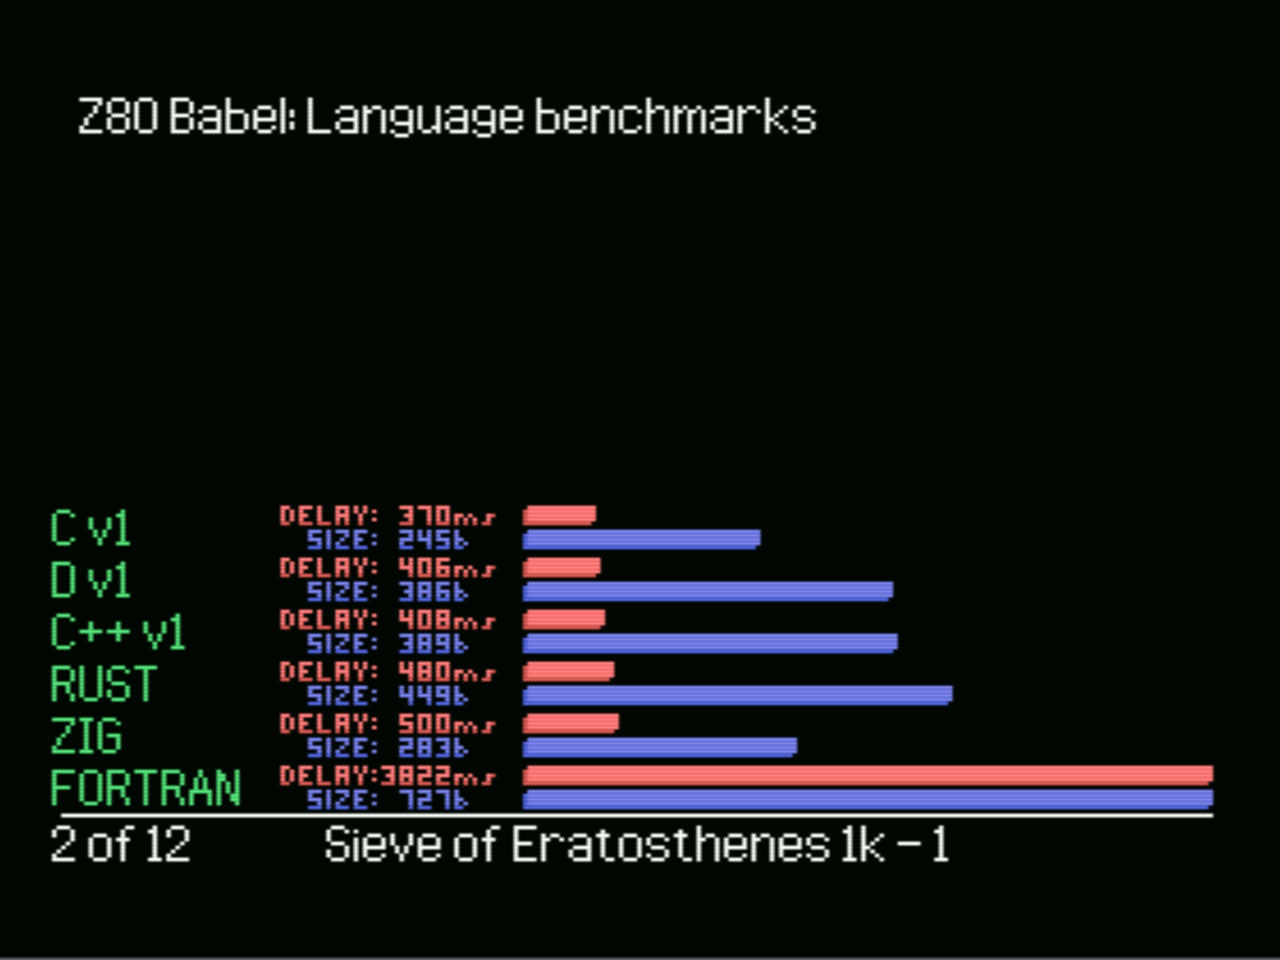 Z80 Babel: Language benchmarks
C v1 DELAY: 370ms
SIZE: 245b
D v1 DELAY: 406ms
SIZE: 386b
C++ v1 DELAY: 408ms
SIZE: 389b
RUST DELAY: 480ms
SIZE: 449b
ZIG DELAY: 500ms
SIZE: 283b
FORTRAN DELAY:3822ms
SIZE: 727b
2 of 12 Sieve of Eratosthenes 1k - 1